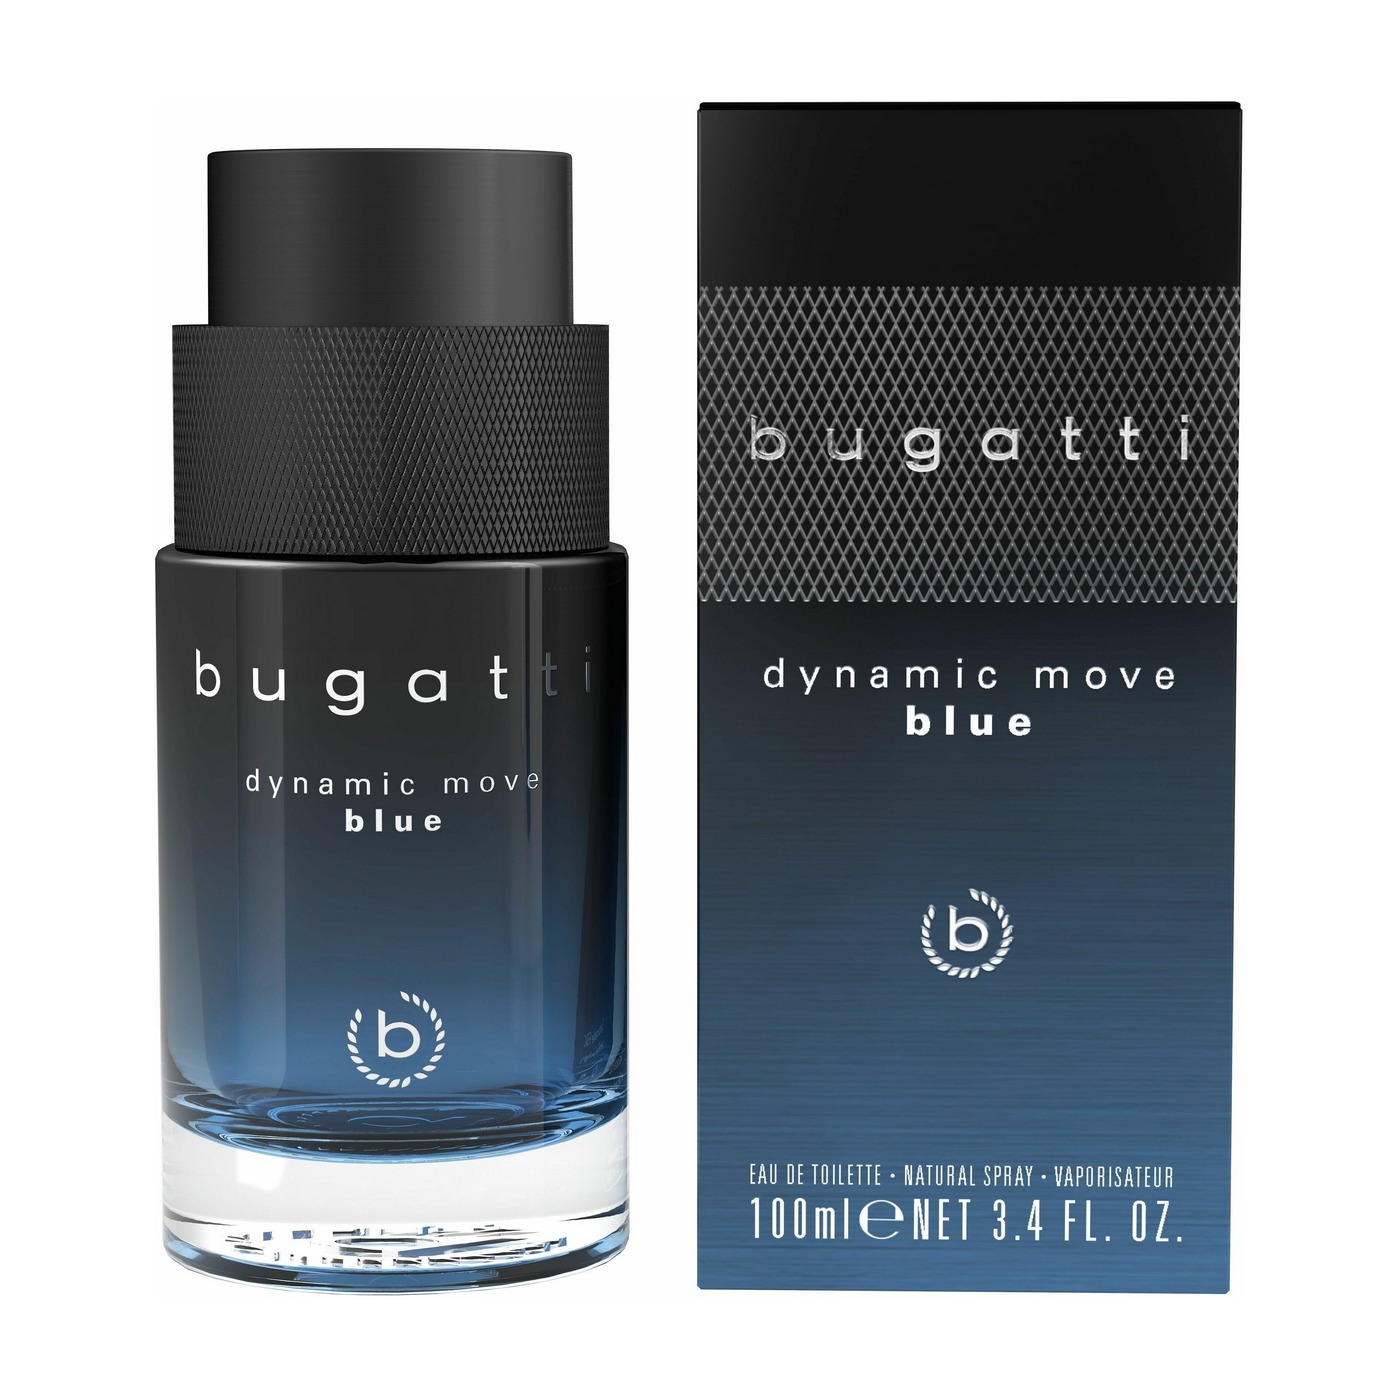 bugatti
dynamic move
blue
b
bugatti
dynamic move
blue
b
EAU DE TOILETTE • NATURAL SPRAY • VAPORISATEUR
100ml ℮ NET 3.4 FL. OZ.